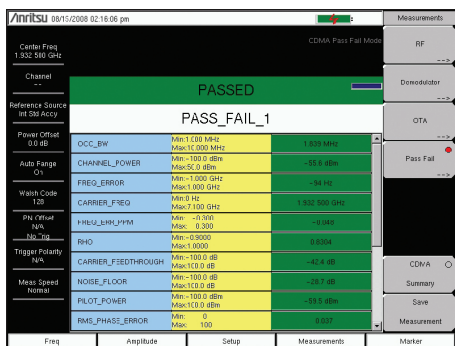 Anritsu 08/15/2008 02:16:06 pm
Measurements
CDMA Pass Fail Mode
Center Freq
1.932 500 GHz
Channel
--
Reference Source
Int Std Accy
Power Offset
0.0 dB
Auto Range
On
Walsh Code
128
PN Offset
N/A
No Trig
Trigger Polarity
N/A
Meas Speed
Normal
PASSED
PASS_FAIL_1
OCC_BW
Min:1.000 MHz
Max:10.000 MHz
1.639 MHz
CHANNEL_POWER
Min:-100.0 dBm
Max:50.0 dBm
-55.6 dBm
FREQ_ERROR
Min:-1.000 GHz
Max:1.000 GHz
-94 Hz
CARRIER_FREQ
Min:0 Hz
Max:7.100 GHz
1.932 500 GHz
FREQ_ERR_PPM
Min: -0.300
Max: 0.300
-0.048
RHO
Min:-0.9000
Max:1.0000
0.8384
CARRIER_FEEDTHROUGH
Min:-100.0 dB
Max:100.0 dB
-42.4 dB
NOISE_FLOOR
Min:-100.0 dB
Max:100.0 dB
-28.7 dB
PILOT_POWER
Min:-100.0 dBm
Max:100.0 dBm
-59.5 dBm
RMS_PHASE_ERROR
Min: 0
Max: 100
0.037
RF
-->
Demodulator
-->
OTA
-->
Pass Fail
-->
CDMA
Summary
Save
Measurement
Freq
Amplitude
Setup
Measurements
Marker